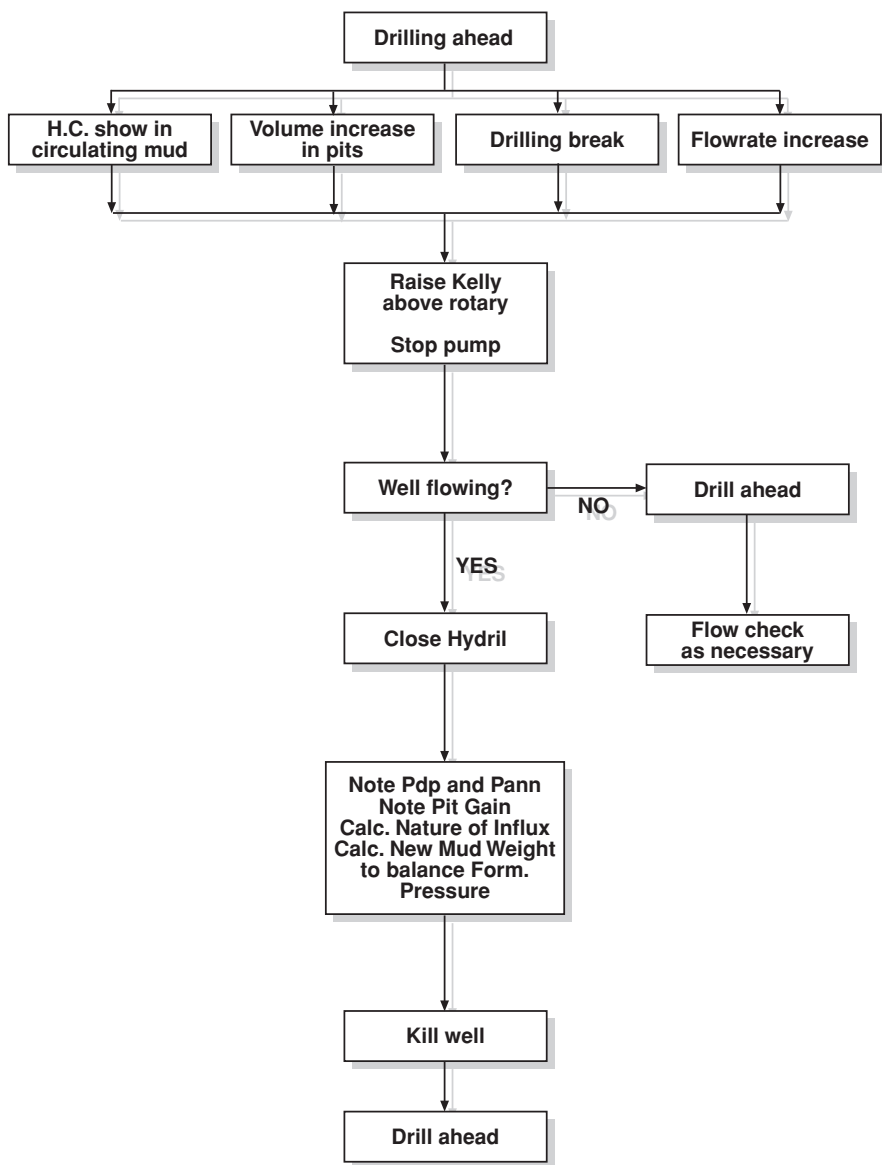 Drilling ahead
H.C. show in
circulating mud
Volume increase
in pits
Drilling break
Flowrate increase
Raise Kelly
above rotary
Stop pump
Well flowing?
NO
Drill ahead
YES
Close Hydril
Flow check
as necessary
Note Pdp and Pann
Note Pit Gain
Calc. Nature of Influx
Calc. New Mud Weight
to balance Form.
Pressure
Kill well
Drill ahead